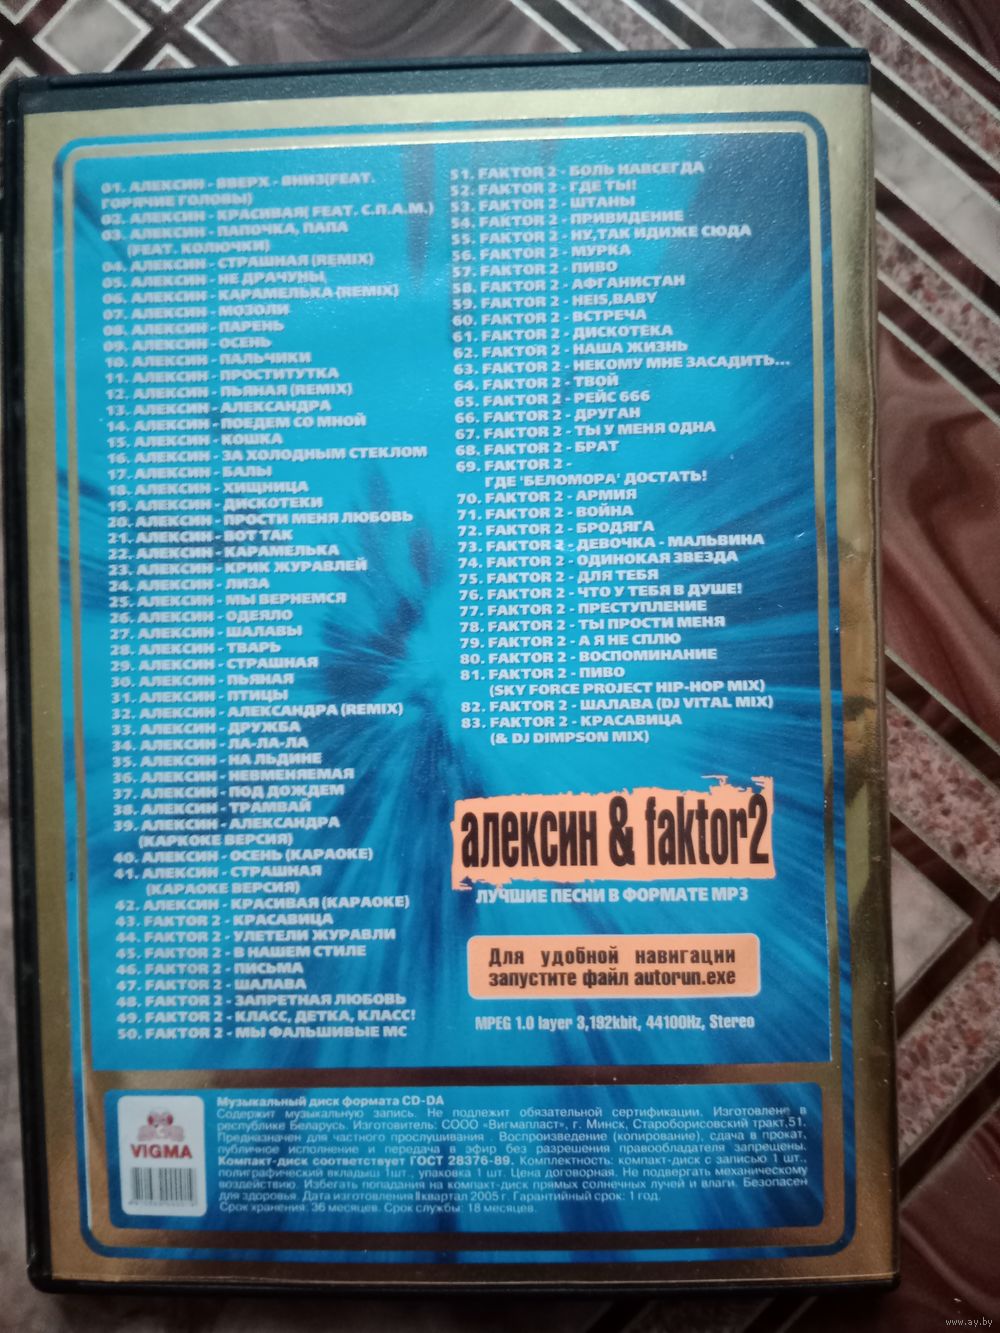 01. АЛЕКСИН - ВВЕРХ - ВНИЗ(FEAT.
ГОРЯЧИЕ ГОЛОВЫ)
02. АЛЕКСИН - КРАСИВАЯ( FEAT. С.П.А.М.)
03. АЛЕКСИН - ПАПОЧКА, ПАПА
(FEAT. КОЛЮЧКИ)
04. АЛЕКСИН - СТРАШНАЯ (REMIX)
05. АЛЕКСИН - НЕ ДРАЧУНЫ
06. АЛЕКСИН - КАРАМЕЛЬКА (REMIX)
07. АЛЕКСИН - МОЗОЛИ
08. АЛЕКСИН - ПАРЕНЬ
09. АЛЕКСИН - ОСЕНЬ
10. АЛЕКСИН - ПАЛЬЧИКИ
11. АЛЕКСИН - ПРОСТИТУТКА
12. АЛЕКСИН - ПЬЯНАЯ (REMIX)
13. АЛЕКСИН - АЛЕКСАНДРА
14. АЛЕКСИН - ПОЕДЕМ СО МНОЙ
15. АЛЕКСИН - КОШКА
16. АЛЕКСИН - ЗА ХОЛОДНЫМ СТЕКЛОМ
17. АЛЕКСИН - БАЛЫ
18. АЛЕКСИН - ХИЩНИЦА
19. АЛЕКСИН - ДИСКОТЕКИ
20. АЛЕКСИН - ПРОСТИ МЕНЯ ЛЮБОВЬ
21. АЛЕКСИН - ВОТ ТАК
22. АЛЕКСИН - КАРАМЕЛЬКА
23. АЛЕКСИН - КРИК ЖУРАВЛЕЙ
24. АЛЕКСИН - ЛИЗА
25. АЛЕКСИН - МЫ ВЕРНЕМСЯ
26. АЛЕКСИН - ОДЕЯЛО
27. АЛЕКСИН - ШАЛАВЫ
28. АЛЕКСИН - ТВАРЬ
29. АЛЕКСИН - СТРАШНАЯ
30. АЛЕКСИН - ПЬЯНАЯ
31. АЛЕКСИН - ПТИЦЫ
32. АЛЕКСИН - АЛЕКСАНДРА (REMIX)
33. АЛЕКСИН - ДРУЖБА
34. АЛЕКСИН - ЛА-ЛА-ЛА
35. АЛЕКСИН - НА ЛЬДИНЕ
36. АЛЕКСИН - НЕВМЕНЯЕМАЯ
37. АЛЕКСИН - ПОД ДОЖДЕМ
38. АЛЕКСИН - ТРАМВАЙ
39. АЛЕКСИН - АЛЕКСАНДРА
(КАРКОКЕ ВЕРСИЯ)
40. АЛЕКСИН - ОСЕНЬ (КАРАОКЕ)
41. АЛЕКСИН - СТРАШНАЯ
(КАРАОКЕ ВЕРСИЯ)
42. АЛЕКСИН - КРАСИВАЯ (КАРАОКЕ)
43. FAKTOR 2 - КРАСАВИЦА
44. FAKTOR 2 - УЛЕТЕЛИ ЖУРАВЛИ
45. FAKTOR 2 - В НАШЕМ СТИЛЕ
46. FAKTOR 2 - ПИСЬМА
47. FAKTOR 2 - ШАЛАВА
48. FAKTOR 2 - ЗАПРЕТНАЯ ЛЮБОВЬ
49. FAKTOR 2 - КЛАСС, ДЕТКА, КЛАСС!
50. FAKTOR 2 - МЫ ФАЛЬШИВЫЕ МС
51. FAKTOR 2 - БОЛЬ НАВСЕГДА
52. FAKTOR 2 - ГДЕ ТЫ!
53. FAKTOR 2 - ШТАНЫ
54. FAKTOR 2 - ПРИВИДЕНИЕ
55. FAKTOR 2 - НУ,ТАК ИДИЖЕ СЮДА
56. FAKTOR 2 - МУРКА
57. FAKTOR 2 - ПИВО
58. FAKTOR 2 - АФГАНИСТАН
59. FAKTOR 2 - HEIS,BABY
60. FAKTOR 2 - ВСТРЕЧА
61. FAKTOR 2 - ДИСКОТЕКА
62. FAKTOR 2 - НАША ЖИЗНЬ
63. FAKTOR 2 - НЕКОМУ МНЕ ЗАСАДИТЬ...
64. FAKTOR 2 - ТВОЙ
65. FAKTOR 2 - РЕЙС 666
66. FAKTOR 2 - ДРУГАН
67. FAKTOR 2 - ТЫ У МЕНЯ ОДНА
68. FAKTOR 2 - БРАТ
69. FAKTOR 2 -
ГДЕ 'БЕЛОМОРА' ДОСТАТЬ!
70. FAKTOR 2 - АРМИЯ
71. FAKTOR 2 - ВОЙНА
72. FAKTOR 2 - БРОДЯГА
73. FAKTOR 2 - ДЕВОЧКА - МАЛЬВИНА
74. FAKTOR 2 - ОДИНОКАЯ ЗВЕЗДА
75. FAKTOR 2 - ДЛЯ ТЕБЯ
76. FAKTOR 2 - ЧТО У ТЕБЯ В ДУШЕ!
77. FAKTOR 2 - ПРЕСТУПЛЕНИЕ
78. FAKTOR 2 - ТЫ ПРОСТИ МЕНЯ
79. FAKTOR 2 - А Я НЕ СПЛЮ
80. FAKTOR 2 - ВОСПОМИНАНИЕ
81. FAKTOR 2 - ПИВО
(SKY FORCE PROJECT HIP-HOP MIX)
82. FAKTOR 2 - ШАЛАВА (DJ VITAL MIX)
83. FAKTOR 2 - КРАСАВИЦА
(& DJ DIMPSON MIX)
алексин & faktor2
ЛУЧШИЕ ПЕСНИ В ФОРМАТЕ МР3
Для удобной навигации
запустите файл autorun.exe
MPEG 1.0 layer 3,192kbit, 44100Hz, Stereo
VIGMA
Музыкальный диск формата CD-DA
Содержит музыкальную запись. Не подлежит обязательной сертификации. Изготовлено в
республике Беларусь. Изготовитель: СООО «Вигмапласт», г. Минск, Староборисовский тракт,51.
Предназначен для частного прослушивания . Воспроизведение (копирование), сдача в прокат,
публичное исполнение и передача в эфир без разрешения правообладателя запрещены.
Компакт-диск соответствует ГОСТ 28376-89. Комплектность: компакт-диск с записью 1 шт.,
полиграфический вкладыш 1шт., упаковка 1 шт. Цена договорная. Не подвергать механическому
воздействию. Избегать попадания на компакт-диск прямых солнечных лучей и влаги. Безопасен
для здоровья. Дата изготовления II квартал 2005 г. Гарантийный срок: 1 год.
Срок хранения: 36 месяцев. Срок службы: 18 месяцев.
www.ay.by